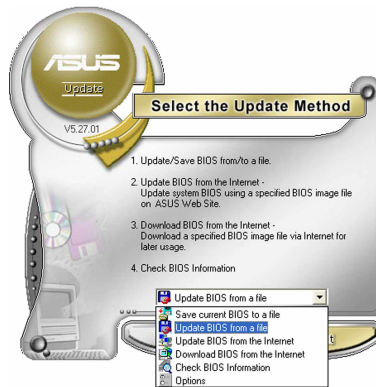 ASUS
Update
V5.27.01
Select the Update Method
1. Update/Save BIOS from/to a file.
2. Update BIOS from the Internet -
Update system BIOS using a specified BIOS image file
on ASUS Web Site.
3. Download BIOS from the Internet -
Download a specified BIOS image file via Internet for
later usage.
4. Check BIOS Information
Update BIOS from a file
Save current BIOS to a file
Update BIOS from a file
Update BIOS from the Internet
Download BIOS from the Internet
Check BIOS Information
Options